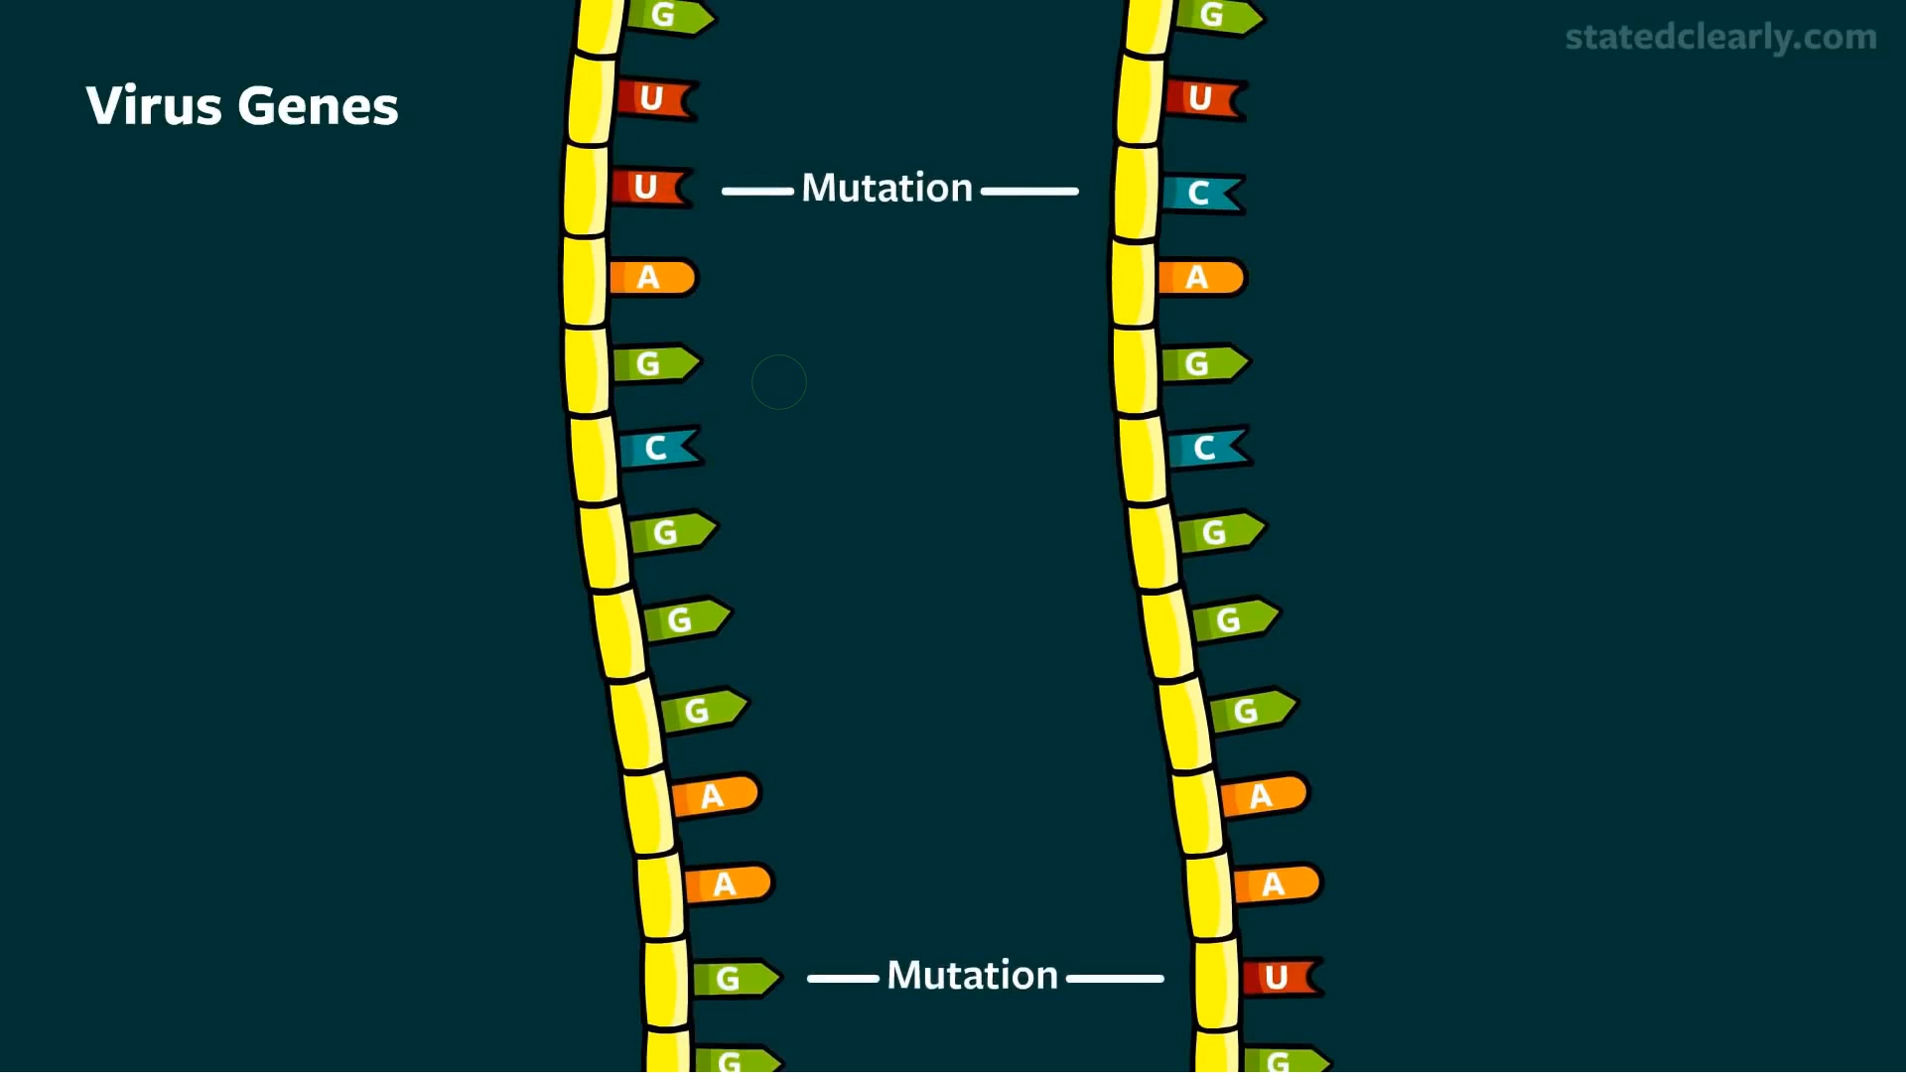 statedclearly.com
Virus Genes
G G
U U
U Mutation C
A A
G G
C C
G G
G G
G G
A A
A A
G Mutation U
G G